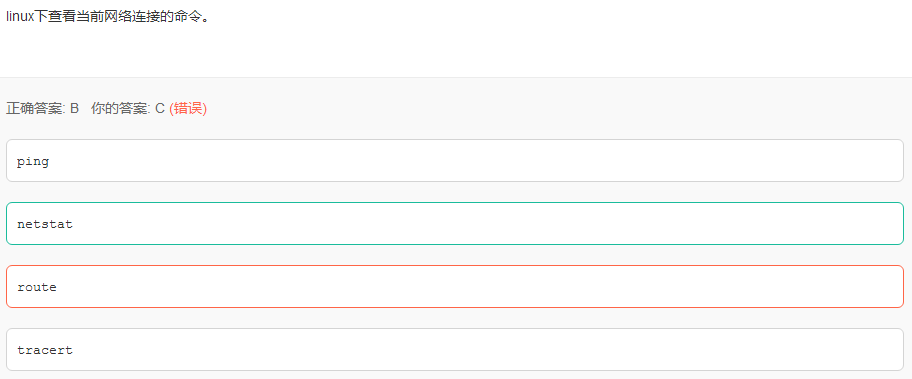 linux下查看当前网络连接的命令。
正确答案: B 你的答案: C (错误)
ping
netstat
route
tracert